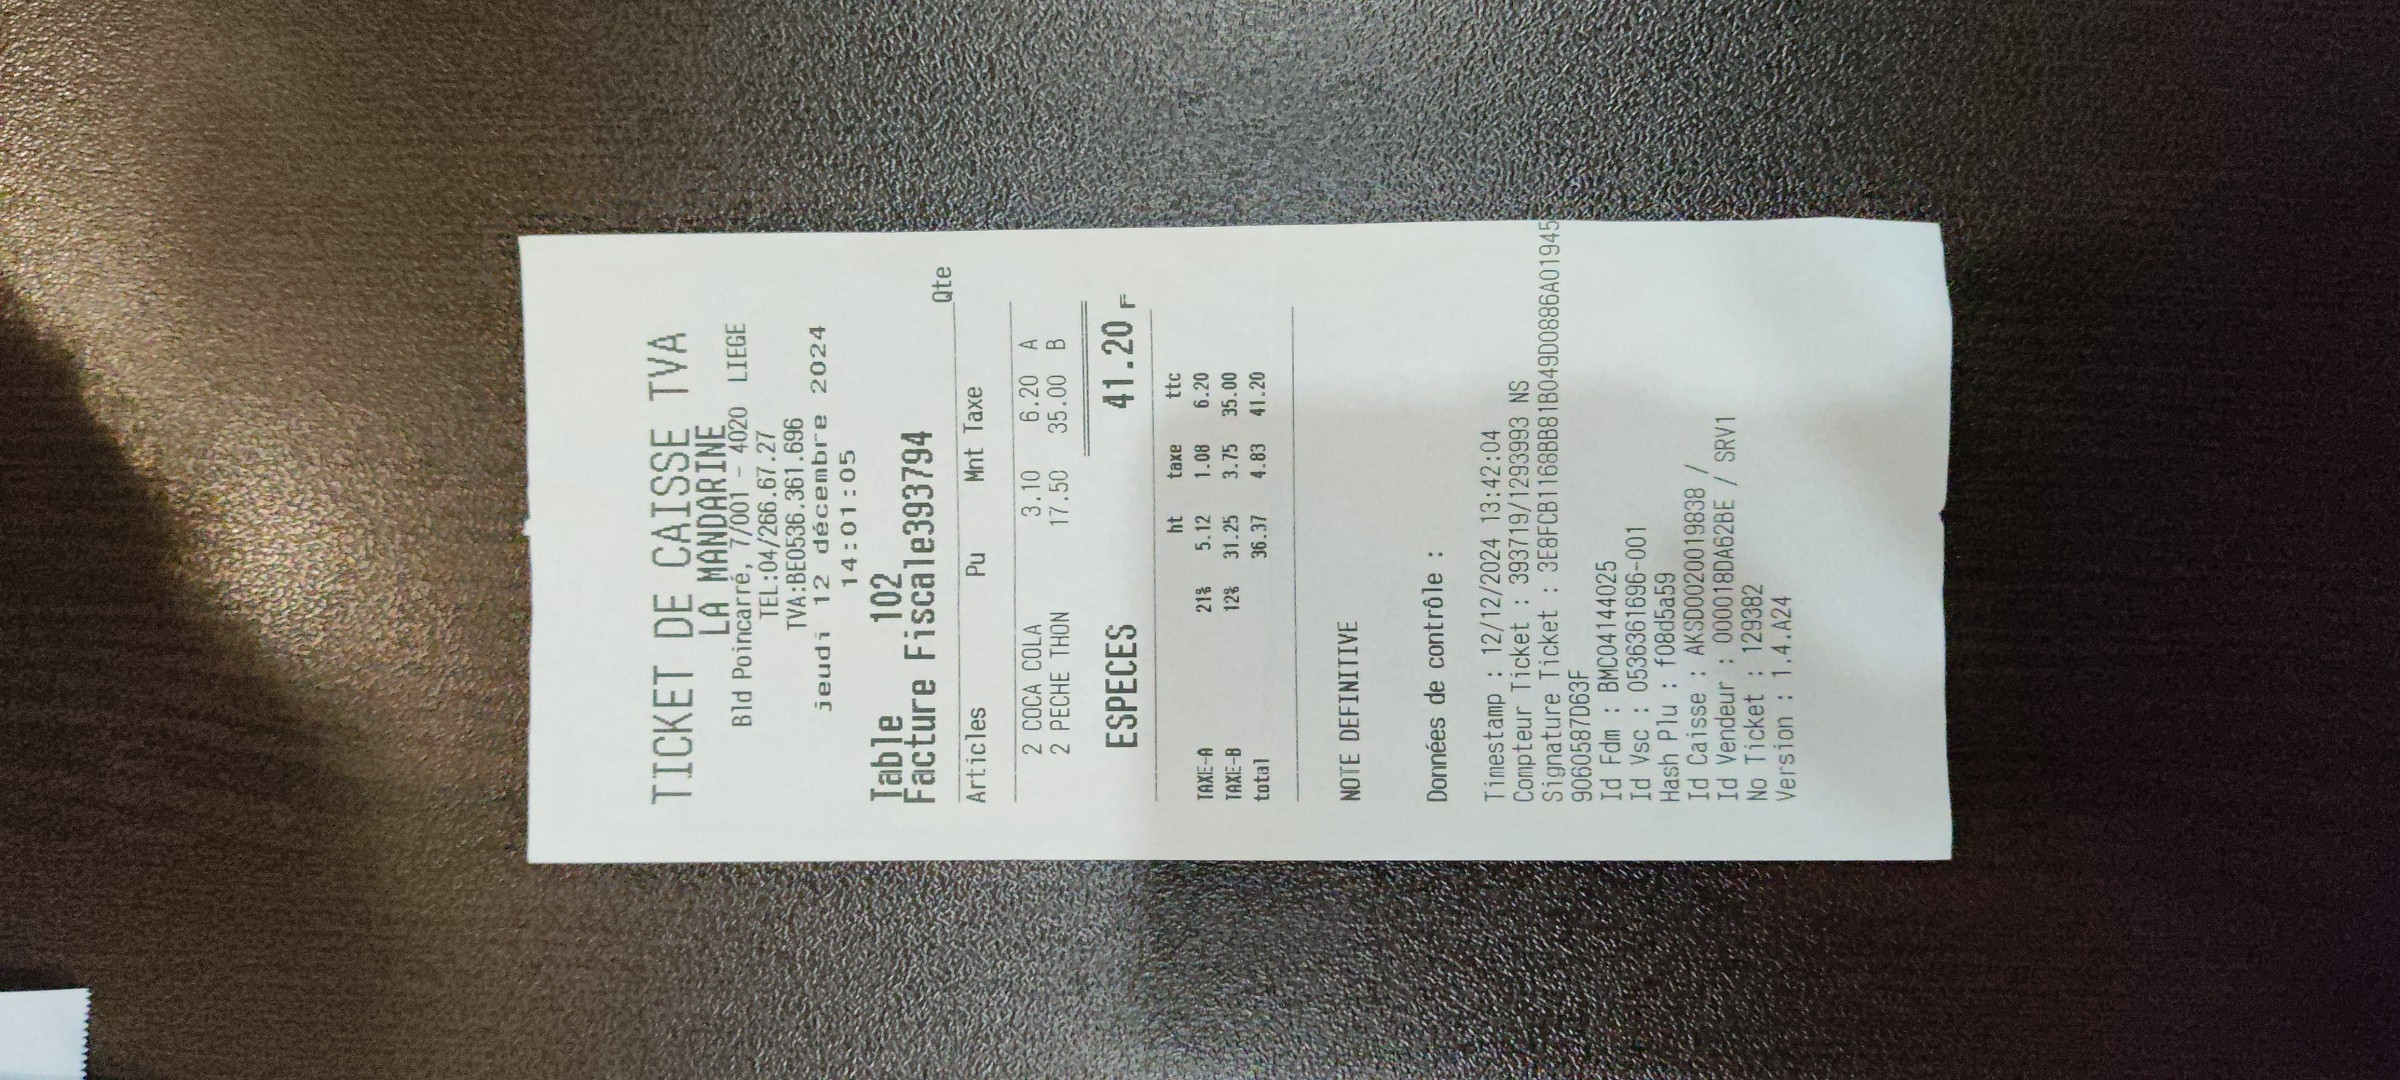 TICKET DE CAISSE TVA
LA MANDARINE
Bld Poincarré, 7/001 - 4020 LIEGE
TEL:04/266.67.27
TVA:BE0536.361.696
jeudi 12 décembre 2024
14:01:05
Table 102
Facture Fiscale393794
Qte
Articles Pu Mnt Taxe
2 COCA COLA 3.10 6.20 A
2 PECHE THON 17.50 35.00 B
ESPECES 41.20 F
ht taxe ttc
TAXE-A 21% 5.12 1.08 6.20
TAXE-B 12% 31.25 3.75 35.00
total 36.37 4.83 41.20
NOTE DEFINITIVE
Données de contrôle :
Timestamp : 12/12/2024 13:42:04
Compteur Ticket : 393719/1293993 NS
Signature Ticket : 3E8FCB1168BB81B049D0886A01945
9060587D63F
Id Fdm : BMC04144025
Id Vsc : 0536361696-001
Hash Plu : f08d5a59
Id Caisse : AKSD0020019838 /
Id Vendeur : 000018DA62BE / SRV1
No Ticket : 129382
Version : 1.4.A24